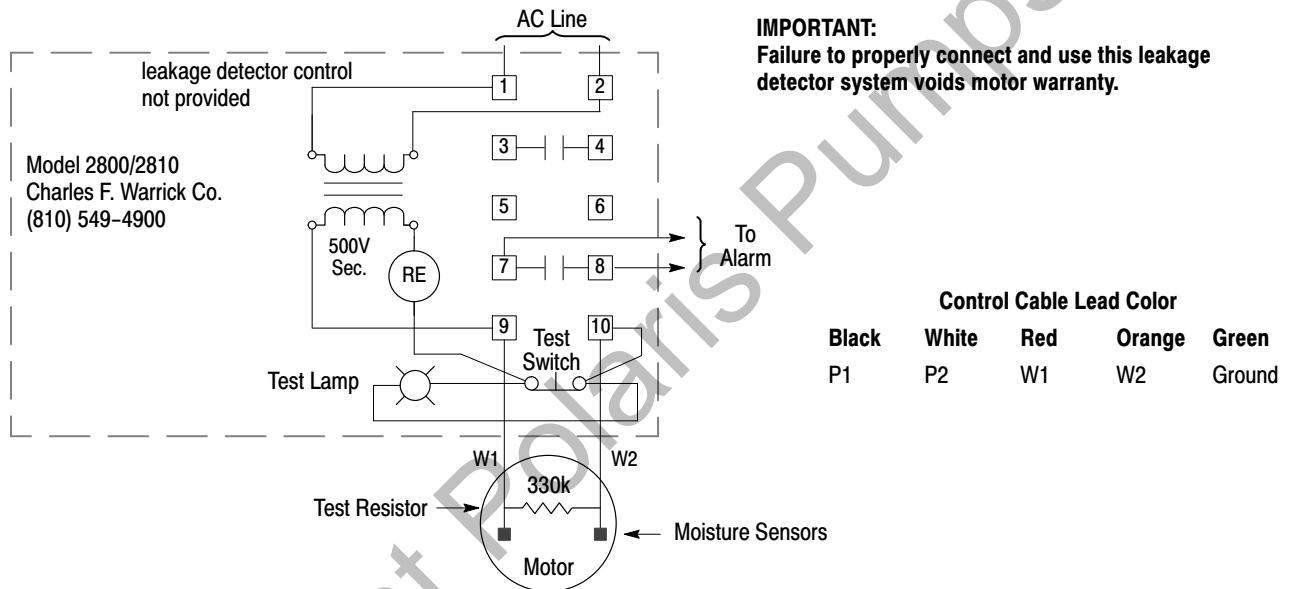 AC Line
IMPORTANT:
Failure to properly connect and use this leakage
detector system voids motor warranty.
leakage detector control
not provided
1
2
3
4
Model 2800/2810
Charles F. Warrick Co.
(810) 549-4900
5
6
500V
Sec.
RE
7
8
To
Alarm
9
10
Test
Switch
Test Lamp
Control Cable Lead Color
Black White Red Orange Green
P1 P2 W1 W2 Ground
W1
W2
330k
Test Resistor
Moisture Sensors
Motor
Polaris Pumps